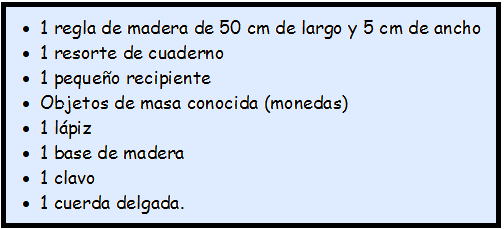 • 1 regla de madera de 50 cm de largo y 5 cm de ancho
• 1 resorte de cuaderno
• 1 pequeño recipiente
• Objetos de masa conocida (monedas)
• 1 lápiz
• 1 base de madera
• 1 clavo
• 1 cuerda delgada.